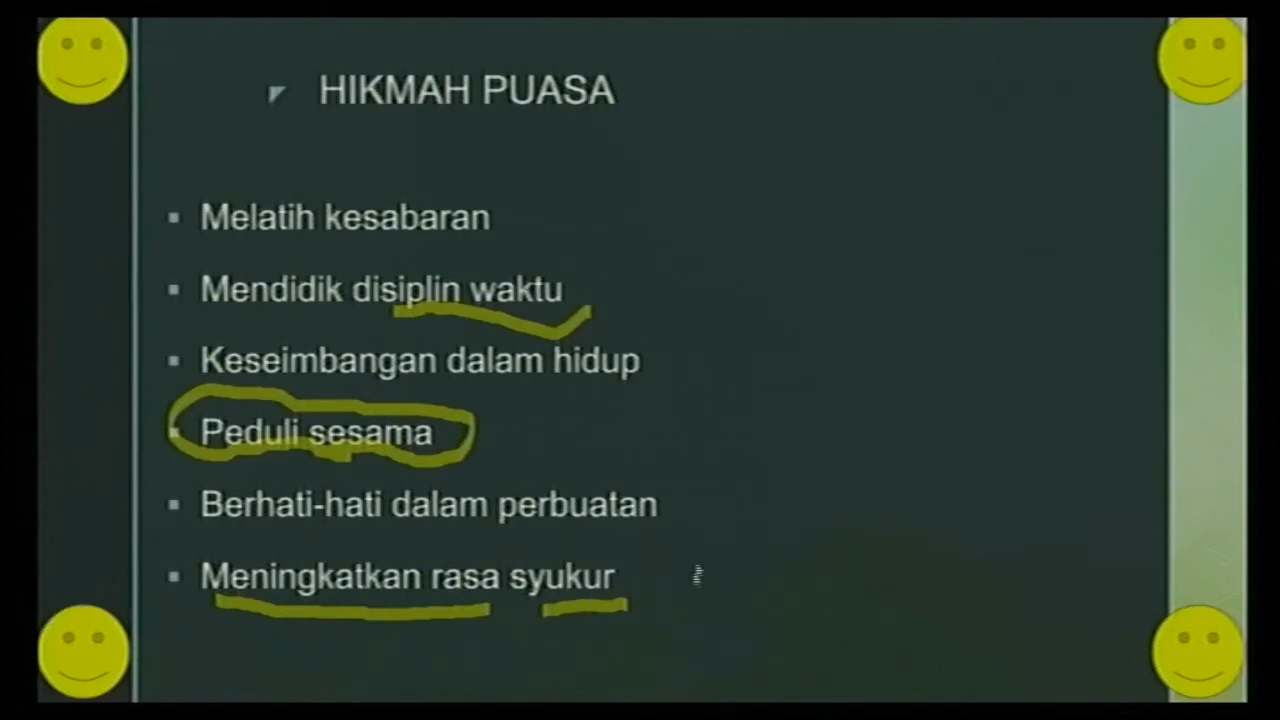 HIKMAH PUASA
Melatih kesabaran
Mendidik disiplin waktu
Keseimbangan dalam hidup
Peduli sesama
Berhati-hati dalam perbuatan
Meningkatkan rasa syukur